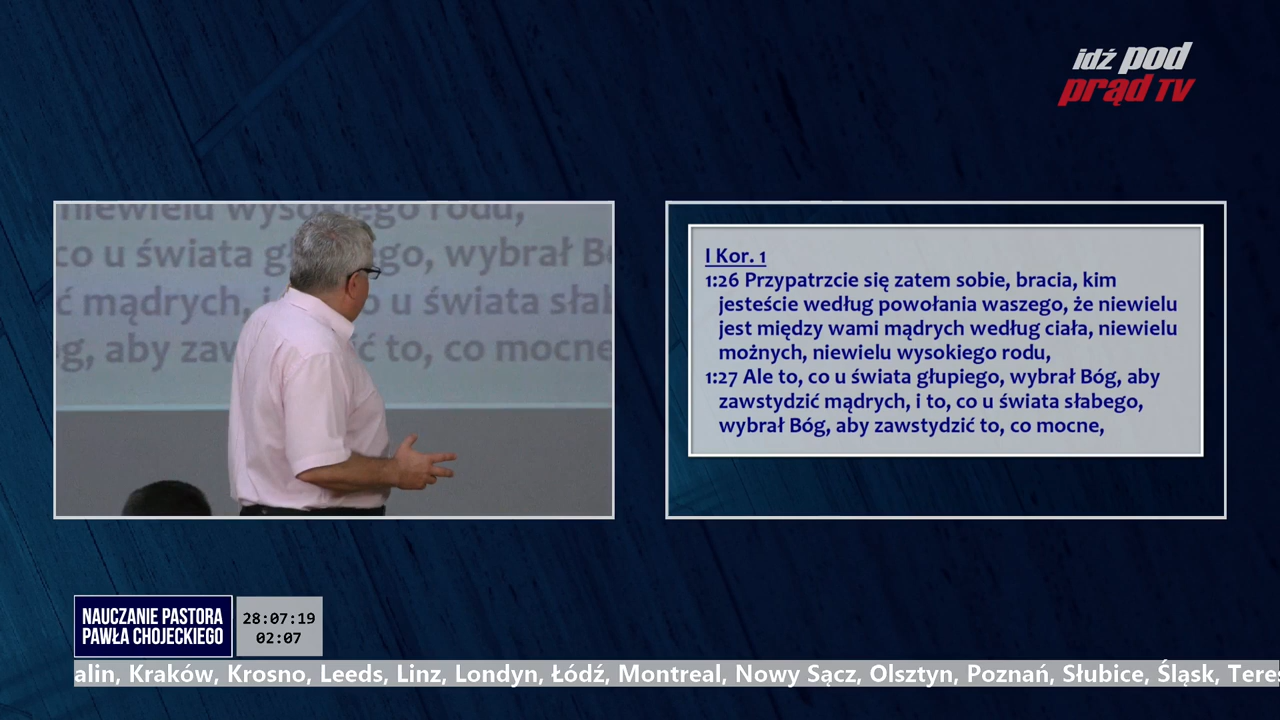 idź pod
prąd TV
niewielu wysokiego rodu,
co u świata go, wybrał
ć mądrych, i o, co u świata
aby to, co mocne
I Kor. 1
1:26 Przypatrzcie się zatem sobie, bracia, kim
jesteście według powołania waszego, że niewielu
jest między wami mądrych według ciała, niewielu
możnych, niewielu wysokiego rodu,
1:27 Ale to, co u świata głupiego, wybrał Bóg, aby
zawstydzić mądrych, i to, co u świata słabego,
wybrał Bóg, aby zawstydzić to, co mocne,
NAUCZANIE PASTORA
PAWŁA CHOJECKIEGO
28:07:19
02:07
alin, Kraków, Krosno, Leeds, Linz, Londyn, Łódź, Montreal, Nowy Sącz, Olsztyn, Poznań, Słubice, Śląsk, Teres